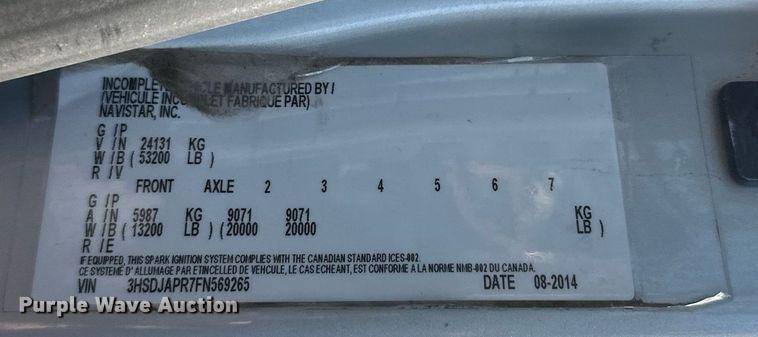 INCOMPLETE VEHICLE MANUFACTURED BY /
(VEHICULE INCOMPLET FABRIQUE PAR)
NAVISTAR, INC.
G / P
V / N 24131 KG
W / B ( 53200 LB )
R / V
FRONT AXLE 2 3 4 5 6 7
G / P
A / N 5987 KG 9071 9071 KG
W / B ( 13200 LB ) ( 20000 20000 LB )
R / E
IF EQUIPPED, THIS SPARK IGNITION SYSTEM COMPLIES WITH THE CANADIAN STANDARD ICES-002.
CE SYSTEME D'ALLUMAGE PAR ETINCELLE DE VEHICULE, LE CAS ECHEANT, EST CONFORME A LA NORME NMB-002 DU CANADA.
VIN 3HSDJAPR7FN569265 DATE 08-2014
Purple Wave Auction
Purple Wave Auction